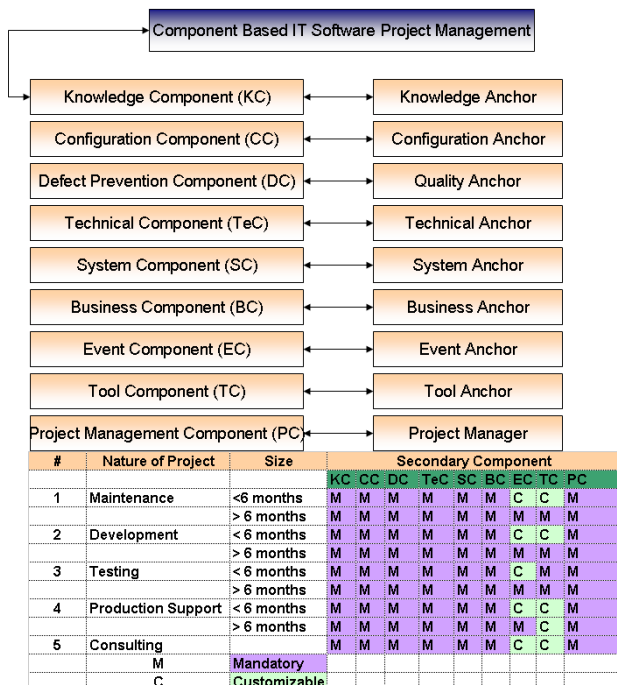 Component Based IT Software Project Management
Knowledge Component (KC) Knowledge Anchor
Configuration Component (CC) Configuration Anchor
Defect Prevention Component (DC) Quality Anchor
Technical Component (TeC) Technical Anchor
System Component (SC) System Anchor
Business Component (BC) Business Anchor
Event Component (EC) Event Anchor
Tool Component (TC) Tool Anchor
Project Management Component (PC) Project Manager
# Nature of Project Size Secondary Component
KC CC DC TeC SC BC EC TC PC
1 Maintenance <6 months M M M M M M C C M
> 6 months M M M M M M M M M
2 Development < 6 months M M M M M M C C M
> 6 months M M M M M M M M M
3 Testing < 6 months M M M M M M C M M
> 6 months M M M M M M M M M
4 Production Support < 6 months M M M M M M C C M
> 6 months M M M M M M M C M
5 Consulting M M M M M M C C M
M Mandatory
C Customizable